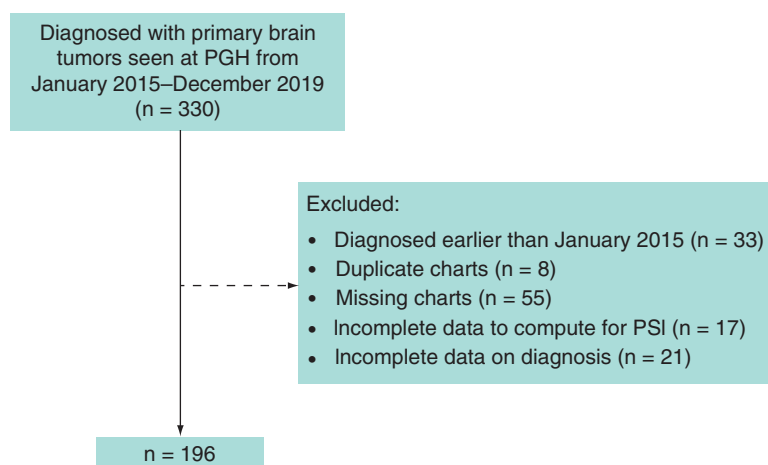 Diagnosed with primary brain
tumors seen at PGH from
January 2015–December 2019
(n = 330)
Excluded:
• Diagnosed earlier than January 2015 (n = 33)
• Duplicate charts (n = 8)
• Missing charts (n = 55)
• Incomplete data to compute for PSI (n = 17)
• Incomplete data on diagnosis (n = 21)
n = 196